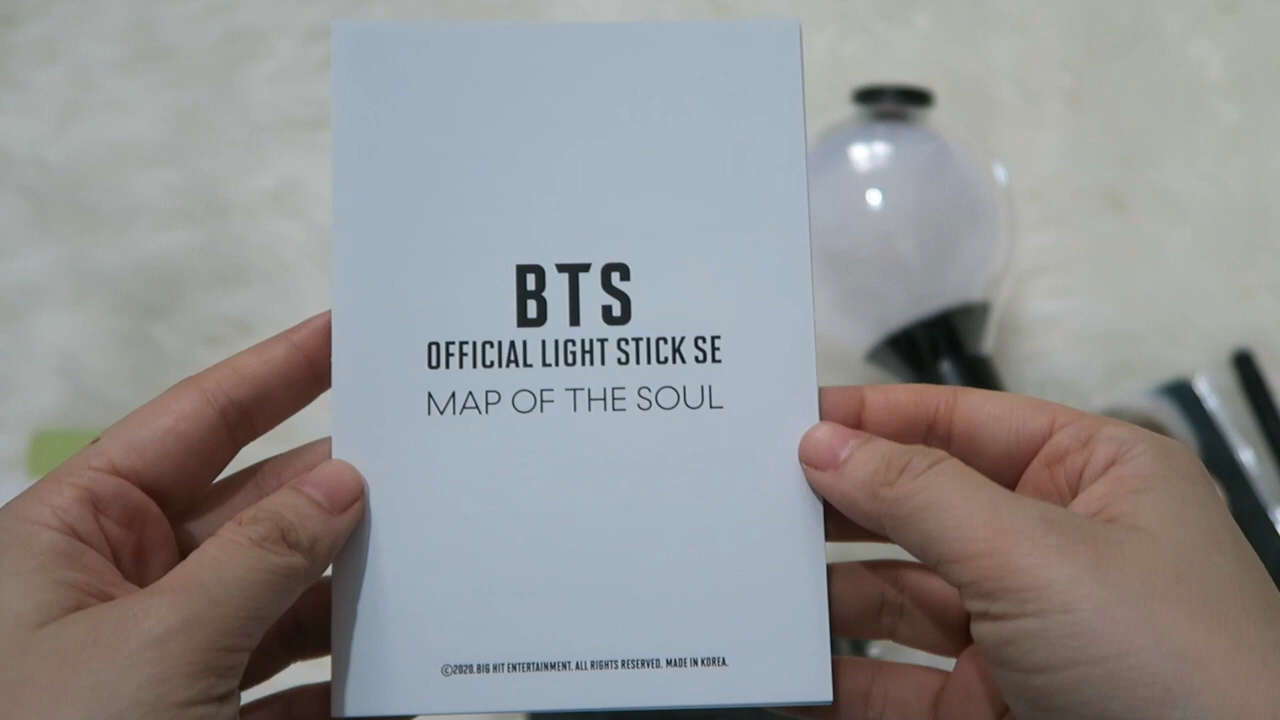 BTS
OFFICIAL LIGHT STICK SE
MAP OF THE SOUL
©2020. BIG HIT ENTERTAINMENT. ALL RIGHTS RESERVED. MADE IN KOREA.